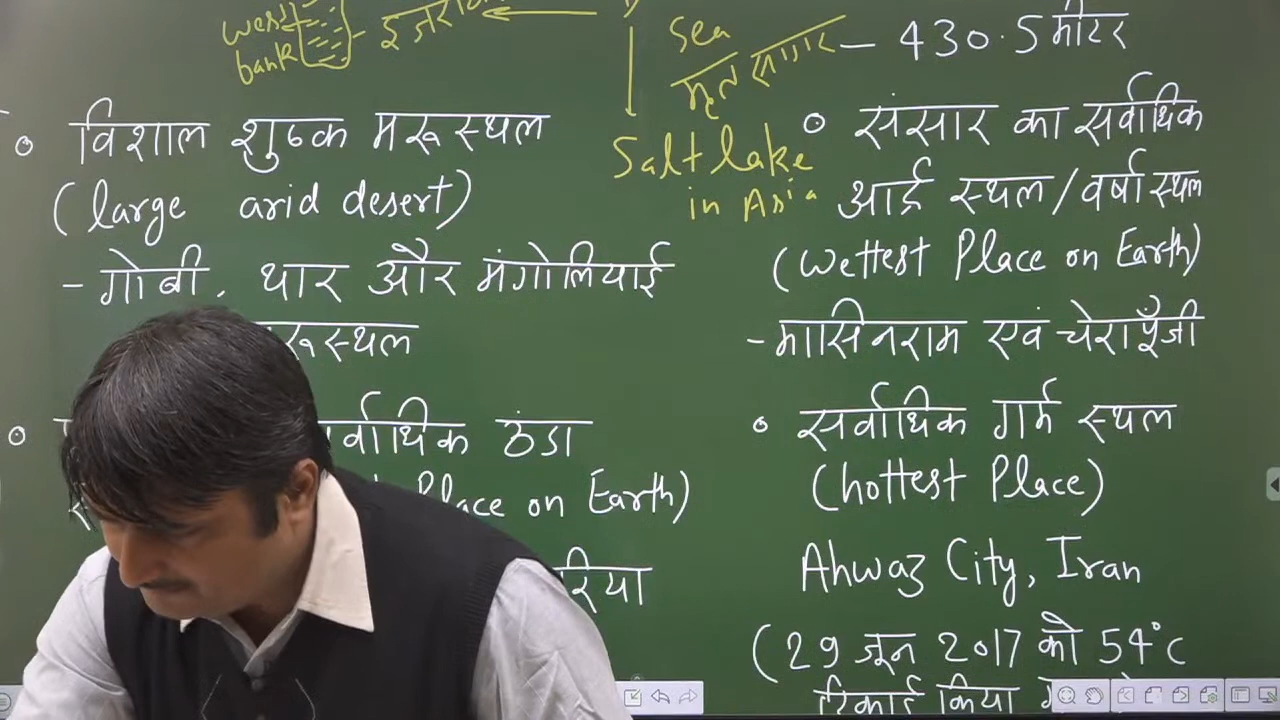 west
bank
Sea
मृत सागर – 430.5 मीटर
Salt lake
in Asia
• विशाल शुष्क मरूस्थल
(large arid desert)
- गोबी, थार और मंगोलियाई
रूस्थल
सर्वाधिक ठंडा
Place on Earth)
रिया
• संसार का सर्वाधिक
आर्द्र स्थल/वर्षा स्थल
(Wettest Place on Earth)
- मासिनराम एवं चेरापूँजी
• सर्वाधिक गर्म स्थल
(hottest Place)
Ahwaz City, Iran
(29 जून 2017 को 54°c
रिकार्ड किया